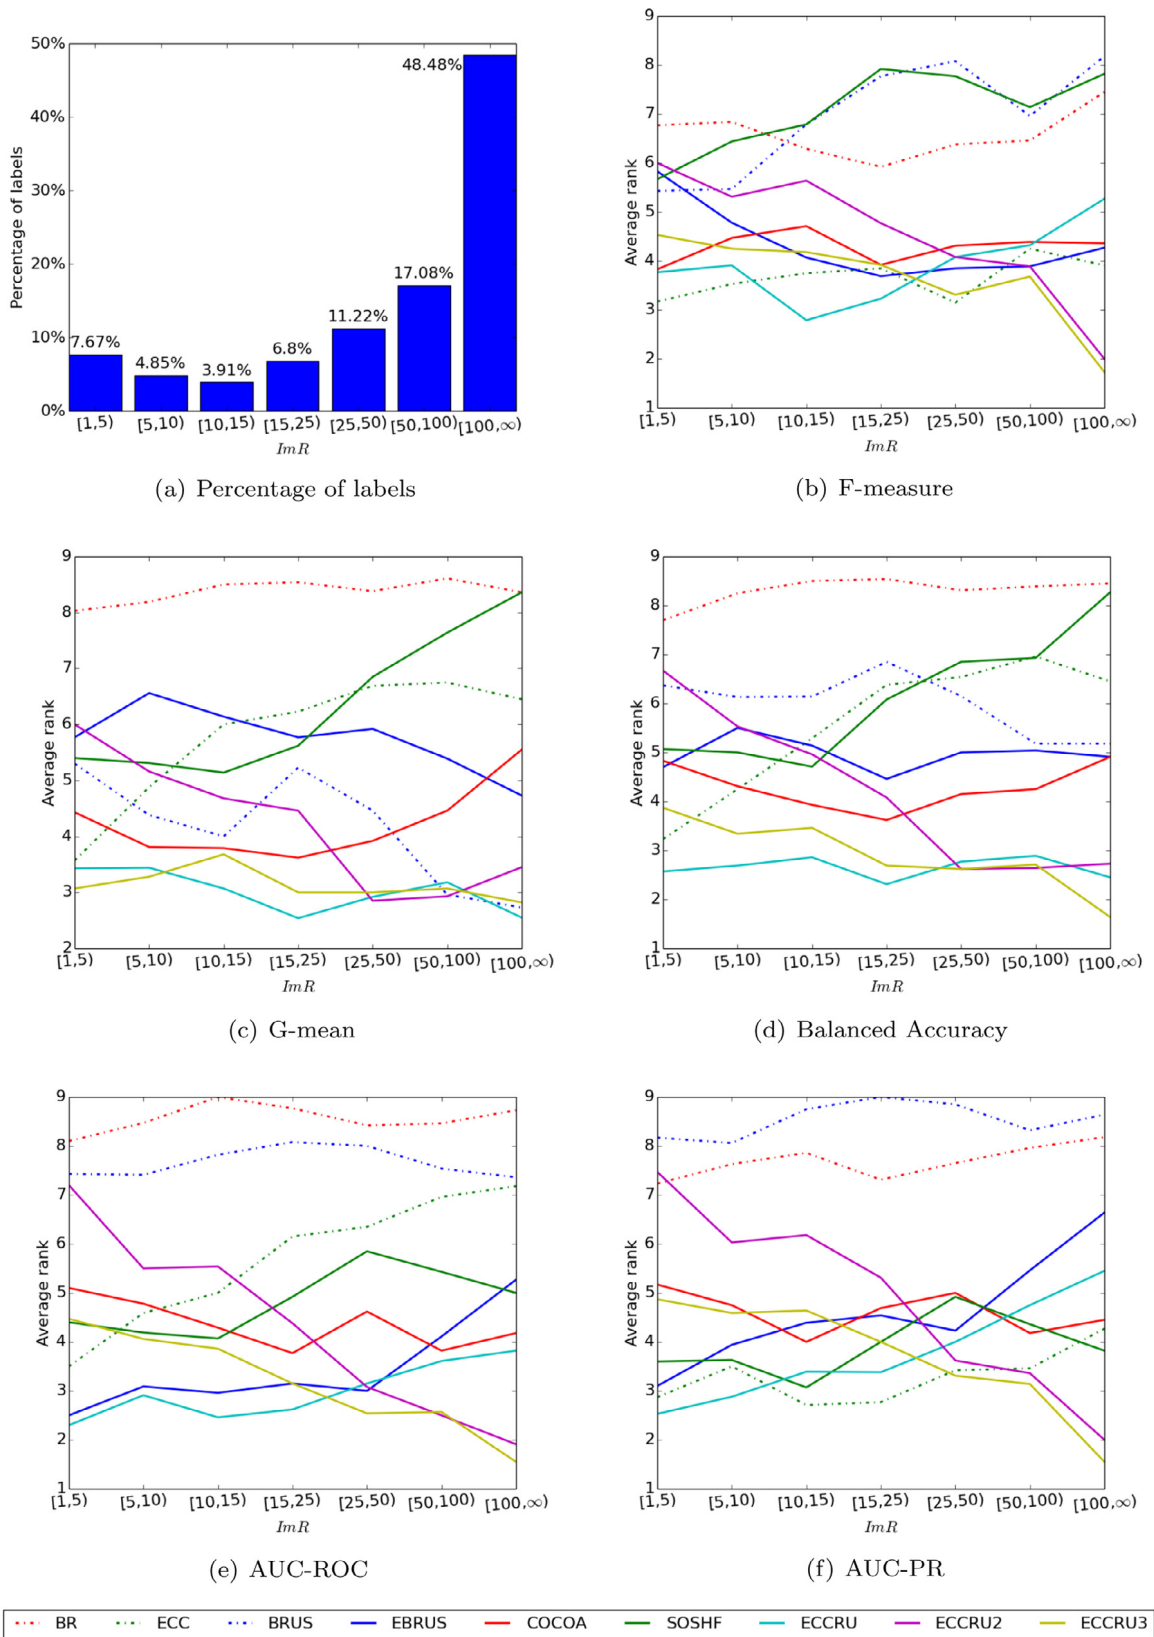 50%
40%
30%
20%
10%
0%
Percentage of labels
7.67%
4.85%
3.91%
6.8%
11.22%
17.08%
48.48%
[1,5) [5,10) [10,15) [15,25) [25,50) [50,100) [100,∞)
ImR
(a) Percentage of labels
9
8
7
6
5
4
3
2
1
Average rank
[1,5) [5,10) [10,15) [15,25) [25,50) [50,100) [100,∞)
ImR
(b) F-measure
9
8
7
6
5
4
3
2
Average rank
[1,5) [5,10) [10,15) [15,25) [25,50) [50,100) [100,∞)
ImR
(c) G-mean
9
8
7
6
5
4
3
2
1
Average rank
[1,5) [5,10) [10,15) [15,25) [25,50) [50,100) [100,∞)
ImR
(d) Balanced Accuracy
9
8
7
6
5
4
3
2
1
Average rank
[1,5) [5,10) [10,15) [15,25) [25,50) [50,100) [100,∞)
ImR
(e) AUC-ROC
9
8
7
6
5
4
3
2
1
Average rank
[1,5) [5,10) [10,15) [15,25) [25,50) [50,100) [100,∞)
ImR
(f) AUC-PR
BR ECC BRUS EBRUS COCOA SOSHF ECCRU ECCRU2 ECCRU3